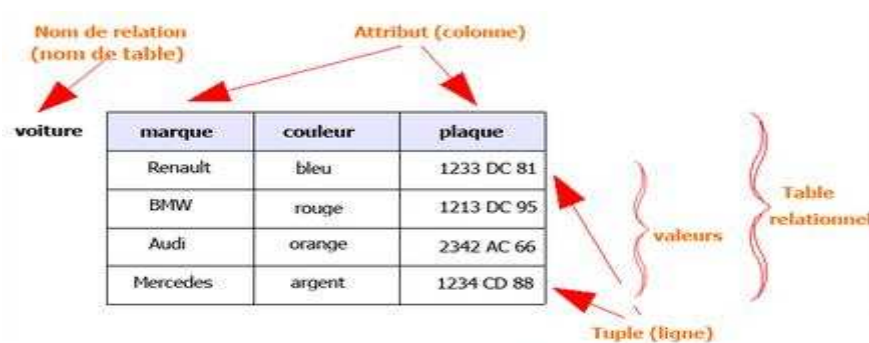 Nom de relation
(nom de table)
Attribut (colonne)
voiture marque couleur plaque
Renault bleu 1233 DC 81
BMW rouge 1213 DC 95
Audi orange 2342 AC 66
Mercedes argent 1234 CD 88
valeurs
Table
relationnel
Tuple (ligne)